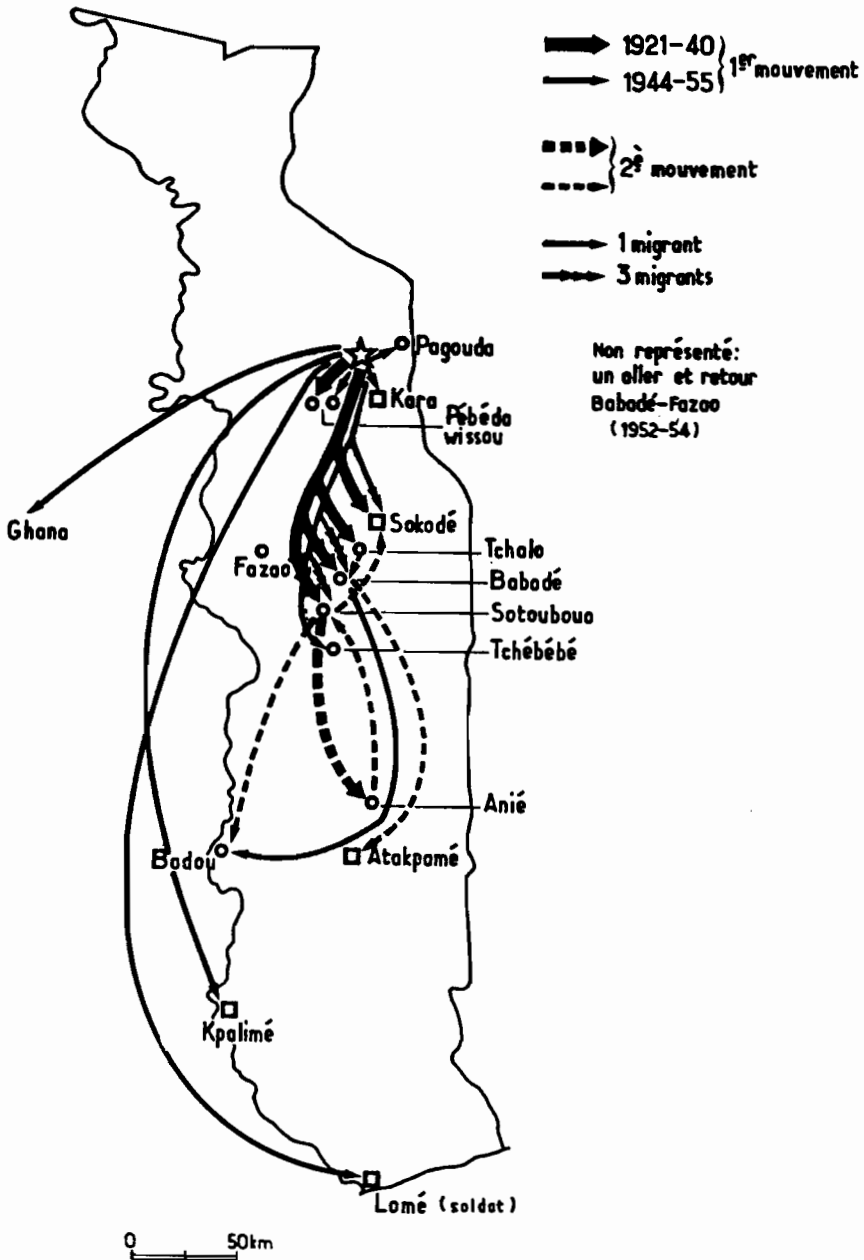 1921-40
1944-55
1er mouvement
2è mouvement
1 migrant
3 migrants
Non représenté:
un aller et retour
Babadé-Fazao
(1952-54)
Pagouda
Kara
Pébéda
wissou
Ghana
Sokodé
Fazao
Tchalo
Babadé
Sotouboua
Tchébébé
Anié
Badou
Atakpamé
Kpalimé
Lomé (soldat)
0 50km